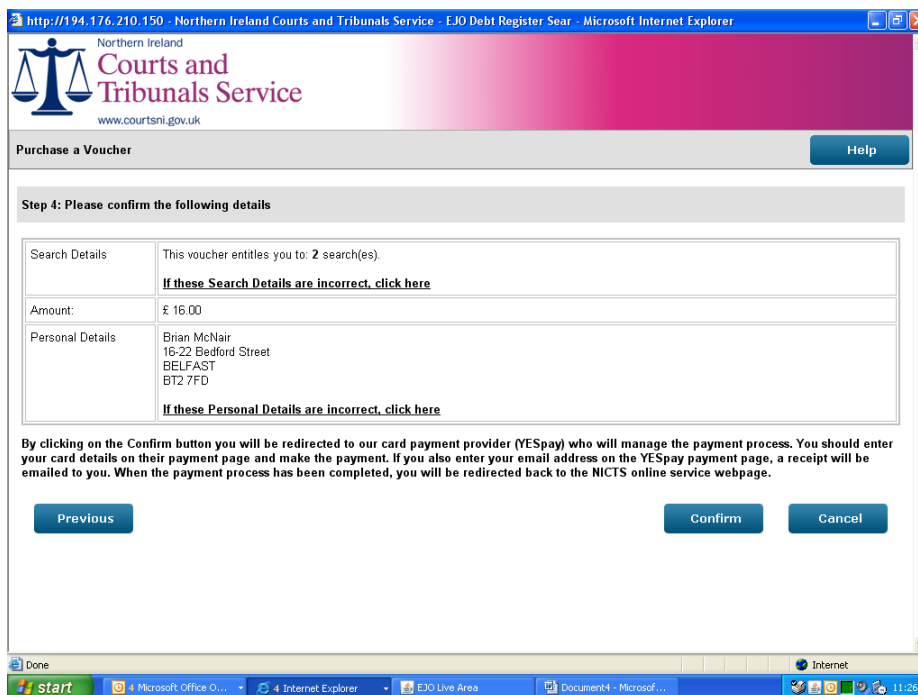 http://194.176.210.150 - Northern Ireland Courts and Tribunals Service - EJO Debt Register Sear - Microsoft Internet Explorer
Northern Ireland
Courts and
Tribunals Service
www.courtsni.gov.uk
Purchase a Voucher
Help
Step 4: Please confirm the following details
Search Details
This voucher entitles you to: 2 search(es).
If these Search Details are incorrect, click here
Amount:
£ 16.00
Personal Details
Brian McNair
16-22 Bedford Street
BELFAST
BT2 7FD
If these Personal Details are incorrect, click here
By clicking on the Confirm button you will be redirected to our card payment provider (YESpay) who will manage the payment process. You should enter
your card details on their payment page and make the payment. If you also enter your email address on the YESpay payment page, a receipt will be
emailed to you. When the payment process has been completed, you will be redirected back to the NICTS online service webpage.
Previous
Confirm
Cancel
Done
Internet
start
4 Microsoft Office O...
4 Internet Explorer
EJO Live Area
Document4 - Microsof...
11:26